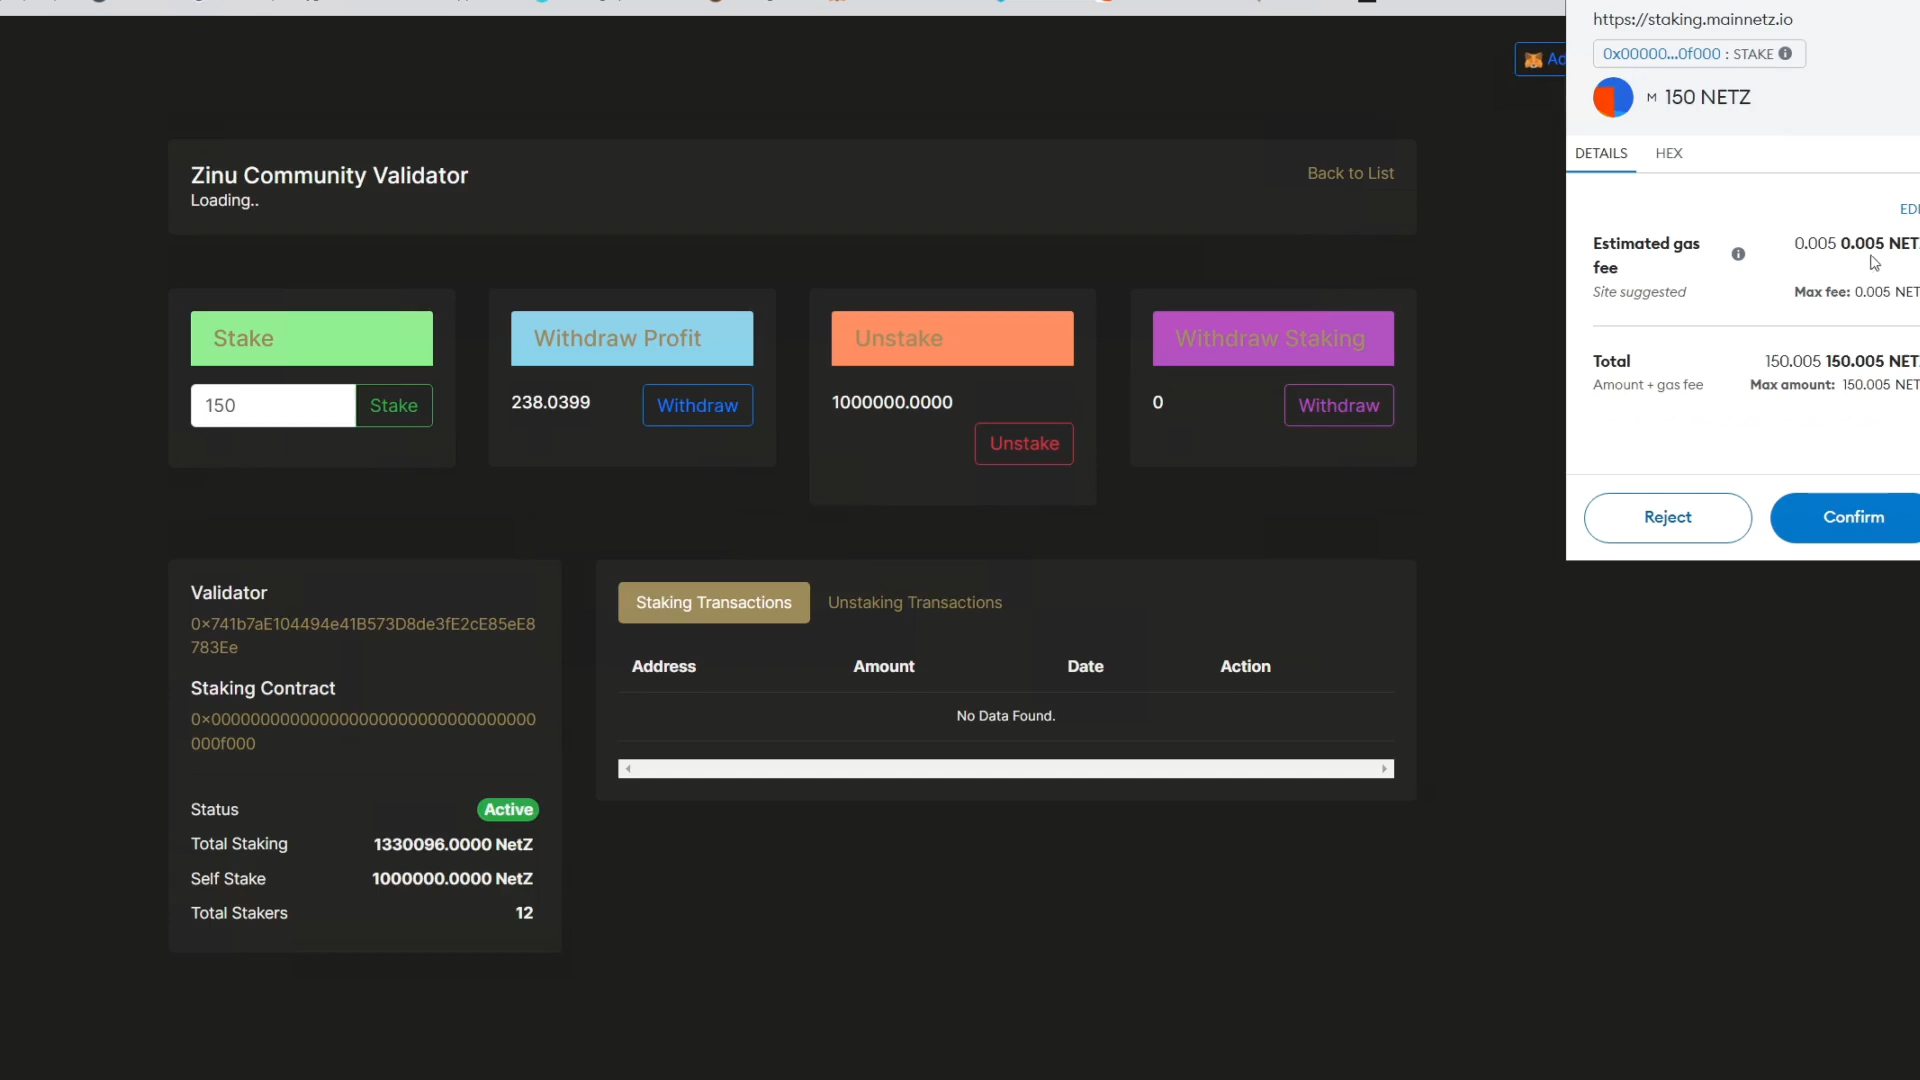 https://staking.mainnetz.io
0x00000...0f000 : STAKE
M 150 NETZ
DETAILS HEX
Zinu Community Validator
Loading..
Back to List
Estimated gas fee
0.005 0.005
Site suggested
Max fee: 0.005
Stake
Withdraw Profit
Unstake
Withdraw Staking
150 Stake
238.0399 Withdraw
1000000.0000
Unstake
0 Withdraw
Total
150.005 150.005
Amount + gas fee
Max amount: 150.005
Reject Confirm
Validator
0×741b7aE104494e41B573D8de3fE2cE85eE8
783Ee
Staking Contract
0×0000000000000000000000000000000000
000f000
Status Active
Total Staking 1330096.0000 NetZ
Self Stake 1000000.0000 NetZ
Total Stakers 12
Staking Transactions Unstaking Transactions
Address Amount Date Action
No Data Found.